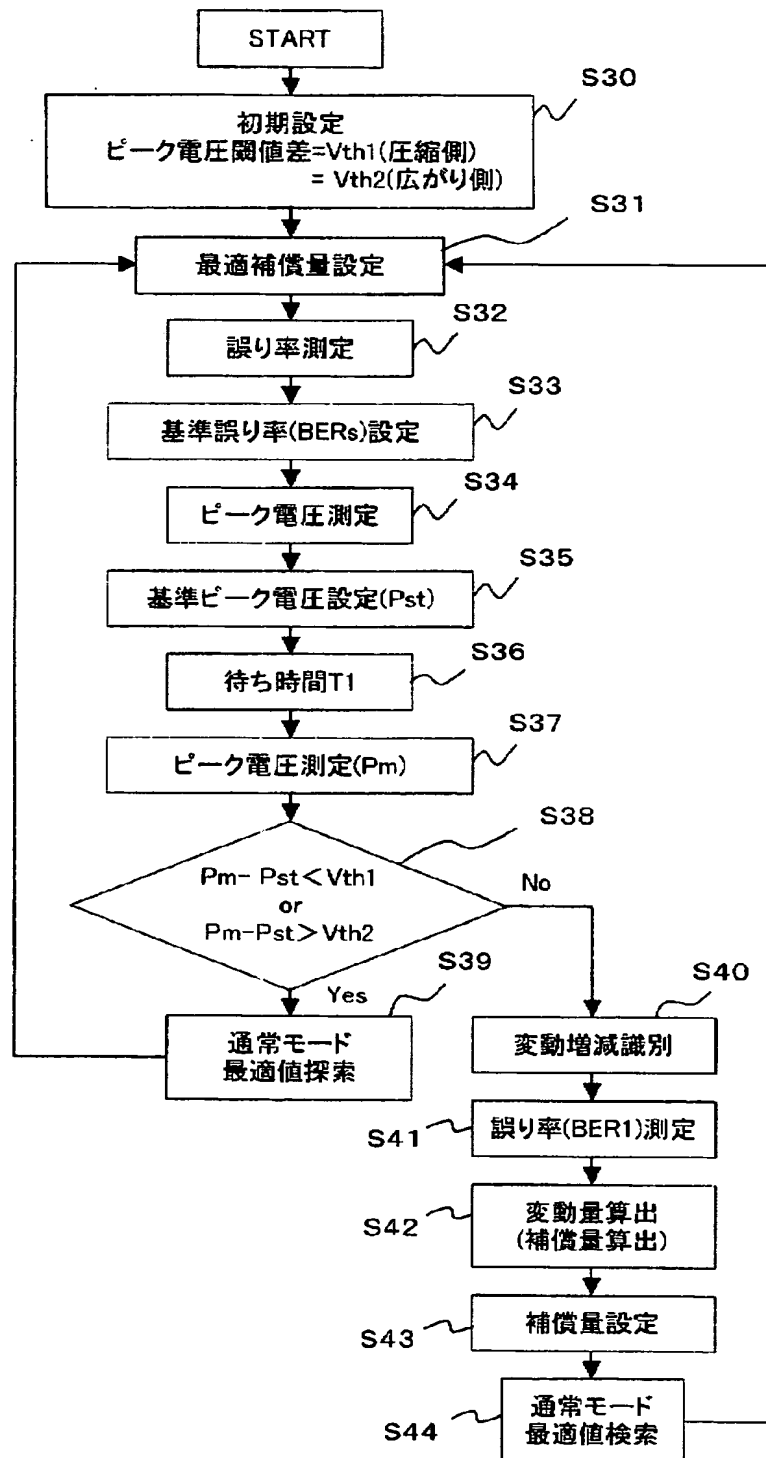 START
S30
初期設定
ピーク電圧閾値差=Vth1(圧縮側)
= Vth2(広がり側)
S31
最適補償量設定
S32
誤り率測定
S33
基準誤り率(BERs)設定
S34
ピーク電圧測定
S35
基準ピーク電圧設定(Pst)
S36
待ち時間T1
S37
ピーク電圧測定(Pm)
S38
Pm- Pst<Vth1
or
Pm-Pst>Vth2
No
Yes
S39
通常モード
最適値探索
S40
変動増減識別
S41
誤り率(BER1)測定
S42
変動量算出
(補償量算出)
S43
補償量設定
S44
通常モード
最適値検索